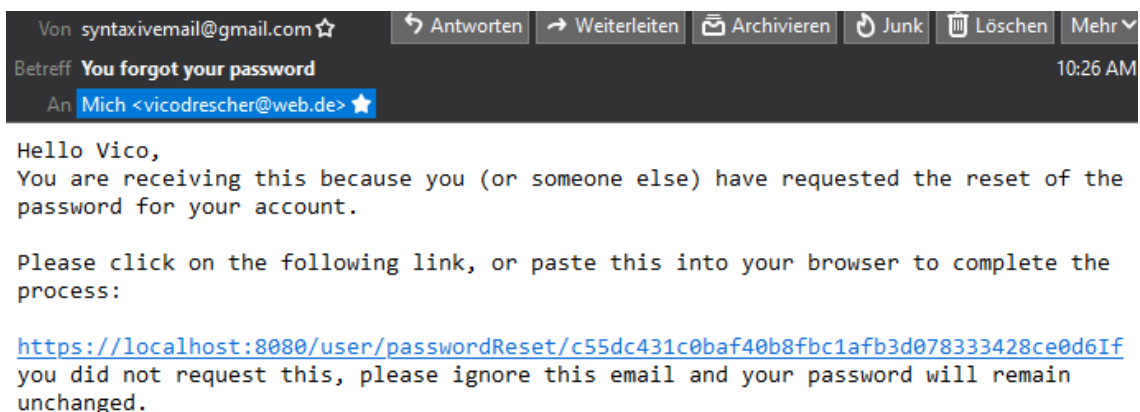 Von syntaxivemail@gmail.com Antworten Weiterleiten Archivieren Junk Löschen Mehr
Betreff You forgot your password 10:26 AM
An Mich <vicodrescher@web.de>
Hello Vico,
You are receiving this because you (or someone else) have requested the reset of the
password for your account.
Please click on the following link, or paste this into your browser to complete the
process:
https://localhost:8080/user/passwordReset/c55dc431c0baf40b8fbc1afb3d078333428ce0d6If
you did not request this, please ignore this email and your password will remain
unchanged.